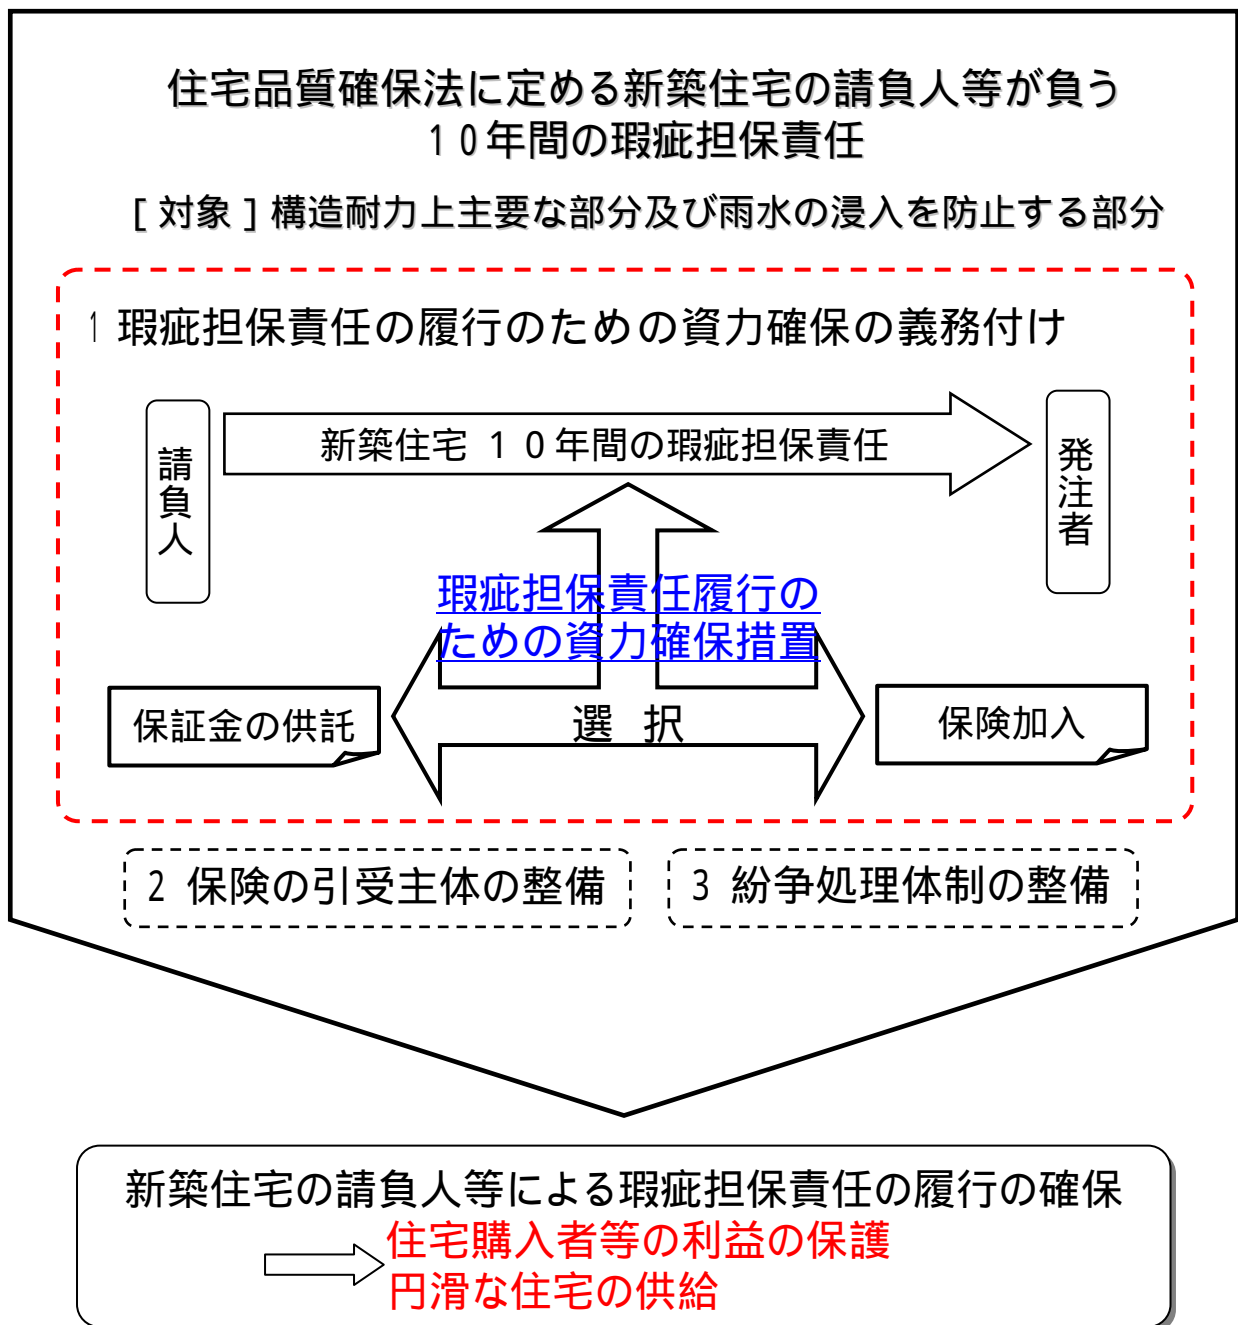 住宅品質確保法に定める新築住宅の請負人等が負う
１０年間の瑕疵担保責任
[対象]構造耐力上主要な部分及び雨水の浸入を防止する部分
1 瑕疵担保責任の履行のための資力確保の義務付け
請負人
新築住宅 １０年間の瑕疵担保責任
発注者
瑕疵担保責任履行の
ための資力確保措置
保証金の供託
選 択
保険加入
2 保険の引受主体の整備
3 紛争処理体制の整備
新築住宅の請負人等による瑕疵担保責任の履行の確保
住宅購入者等の利益の保護
円滑な住宅の供給